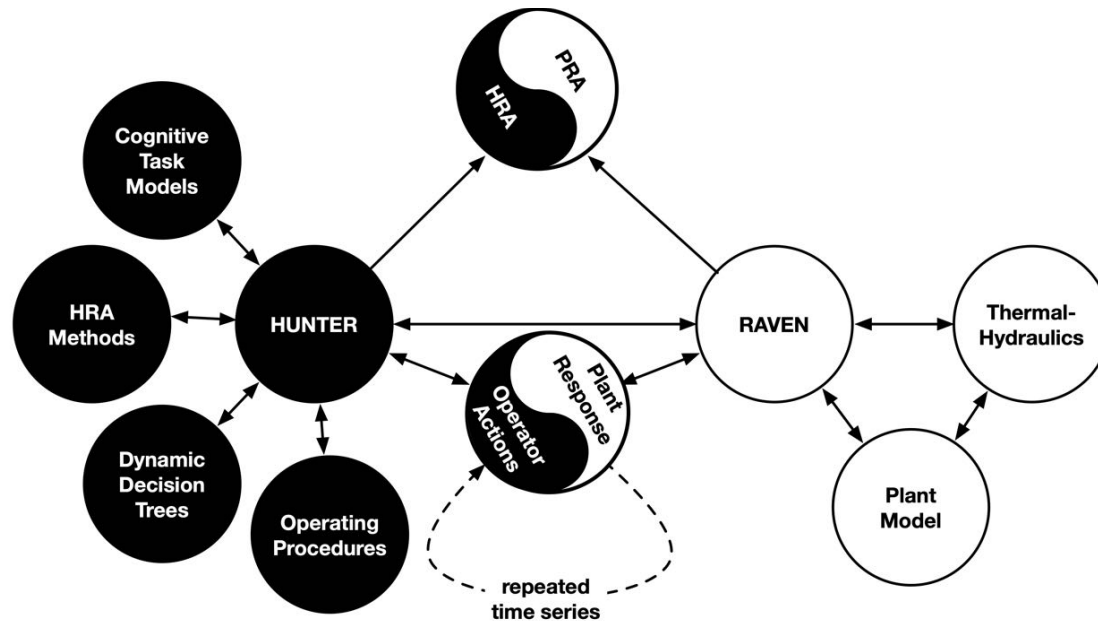 PRA
HRA
Cognitive
Task
Models
HRA
Methods
HUNTER
RAVEN
Thermal-
Hydraulics
Plant
Response
Operator
Actions
Dynamic
Decision
Trees
Operating
Procedures
Plant
Model
repeated
time series